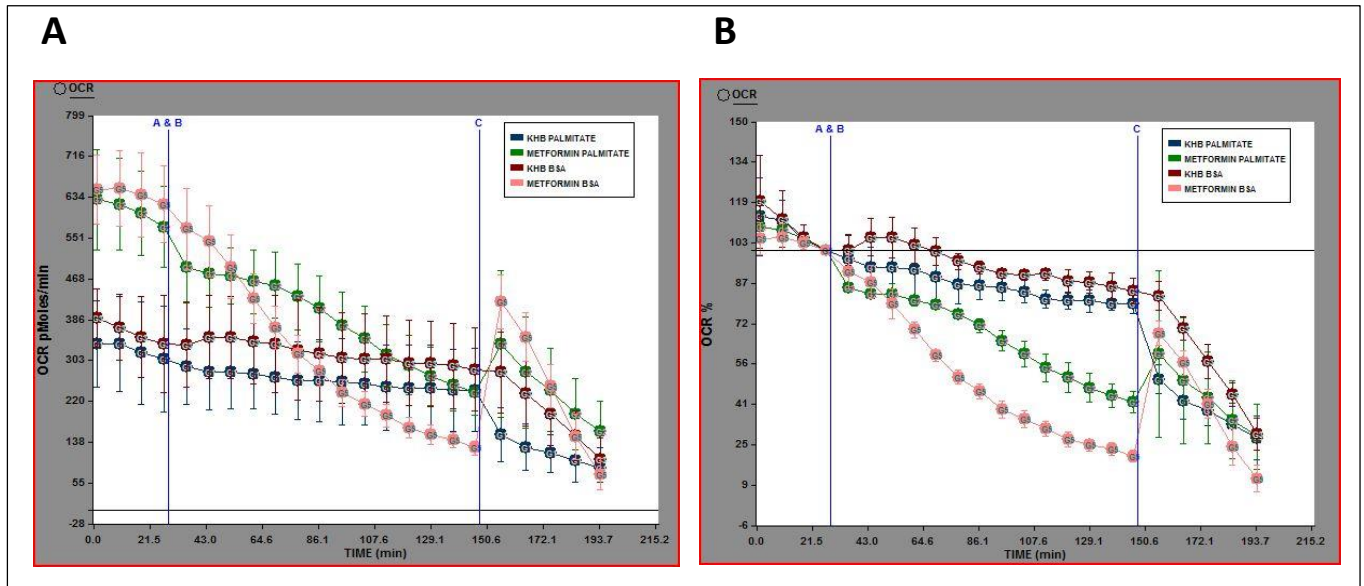 A
B
OCR
799
716
634
551
468
386
303
220
138
55
-28
OCR pMoles/min
A & B
C
KHB PALMITATE
METFORMIN PALMITATE
KHB BSA
METFORMIN BSA
0.0 21.5 43.0 64.6 86.1 107.6 129.1 150.6 172.1 193.7 215.2
TIME (min)
OCR
150
134
119
103
87
72
56
41
25
9
-6
OCR %
A & B
C
KHB PALMITATE
METFORMIN PALMITATE
KHB BSA
METFORMIN BSA
0.0 21.5 43.0 64.6 86.1 107.6 129.1 150.6 172.1 193.7 215.2
TIME (min)